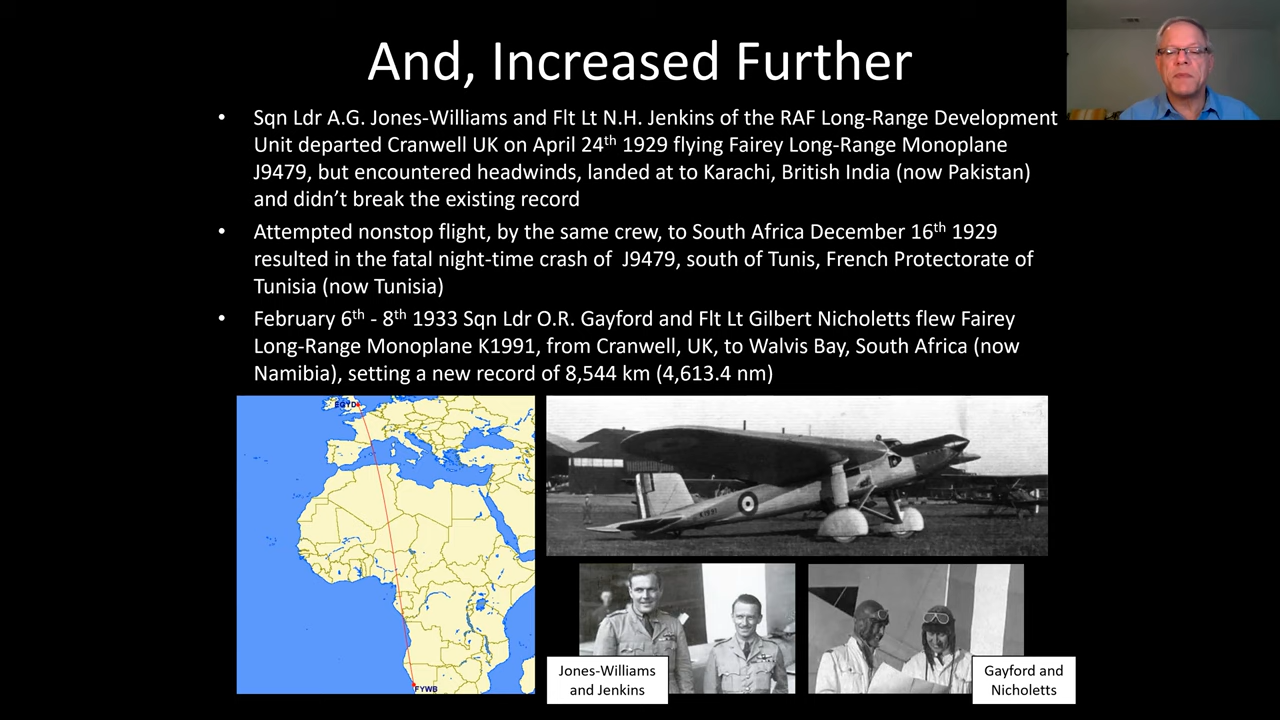 And, Increased Further
• Sqn Ldr A.G. Jones-Williams and Flt Lt N.H. Jenkins of the RAF Long-Range Development
Unit departed Cranwell UK on April 24th 1929 flying Fairey Long-Range Monoplane
J9479, but encountered headwinds, landed at to Karachi, British India (now Pakistan)
and didn’t break the existing record
• Attempted nonstop flight, by the same crew, to South Africa December 16th 1929
resulted in the fatal night-time crash of J9479, south of Tunis, French Protectorate of
Tunisia (now Tunisia)
• February 6th - 8th 1933 Sqn Ldr O.R. Gayford and Flt Lt Gilbert Nicholetts flew Fairey
Long-Range Monoplane K1991, from Cranwell, UK, to Walvis Bay, South Africa (now
Namibia), setting a new record of 8,544 km (4,613.4 nm)
EGYD
FYWB
K1991
Jones-Williams
and Jenkins
Gayford and
Nicholetts